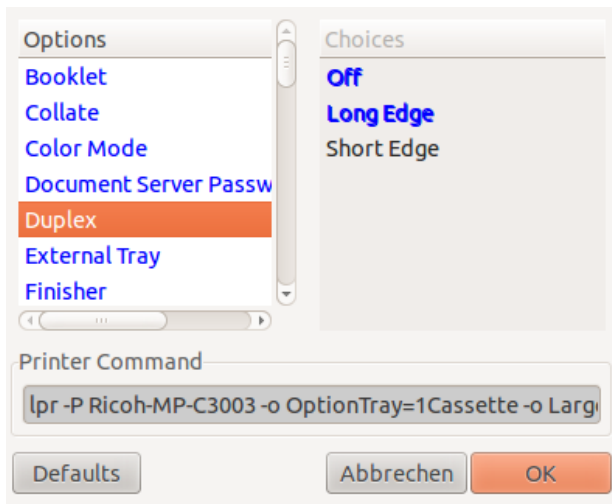 Options
Booklet
Collate
Color Mode
Document Server Passw
Duplex
External Tray
Finisher
Choices
Off
Long Edge
Short Edge
Printer Command
lpr -P Ricoh-MP-C3003 -o OptionTray=1Cassette -o Larg
Defaults
Abbrechen
OK